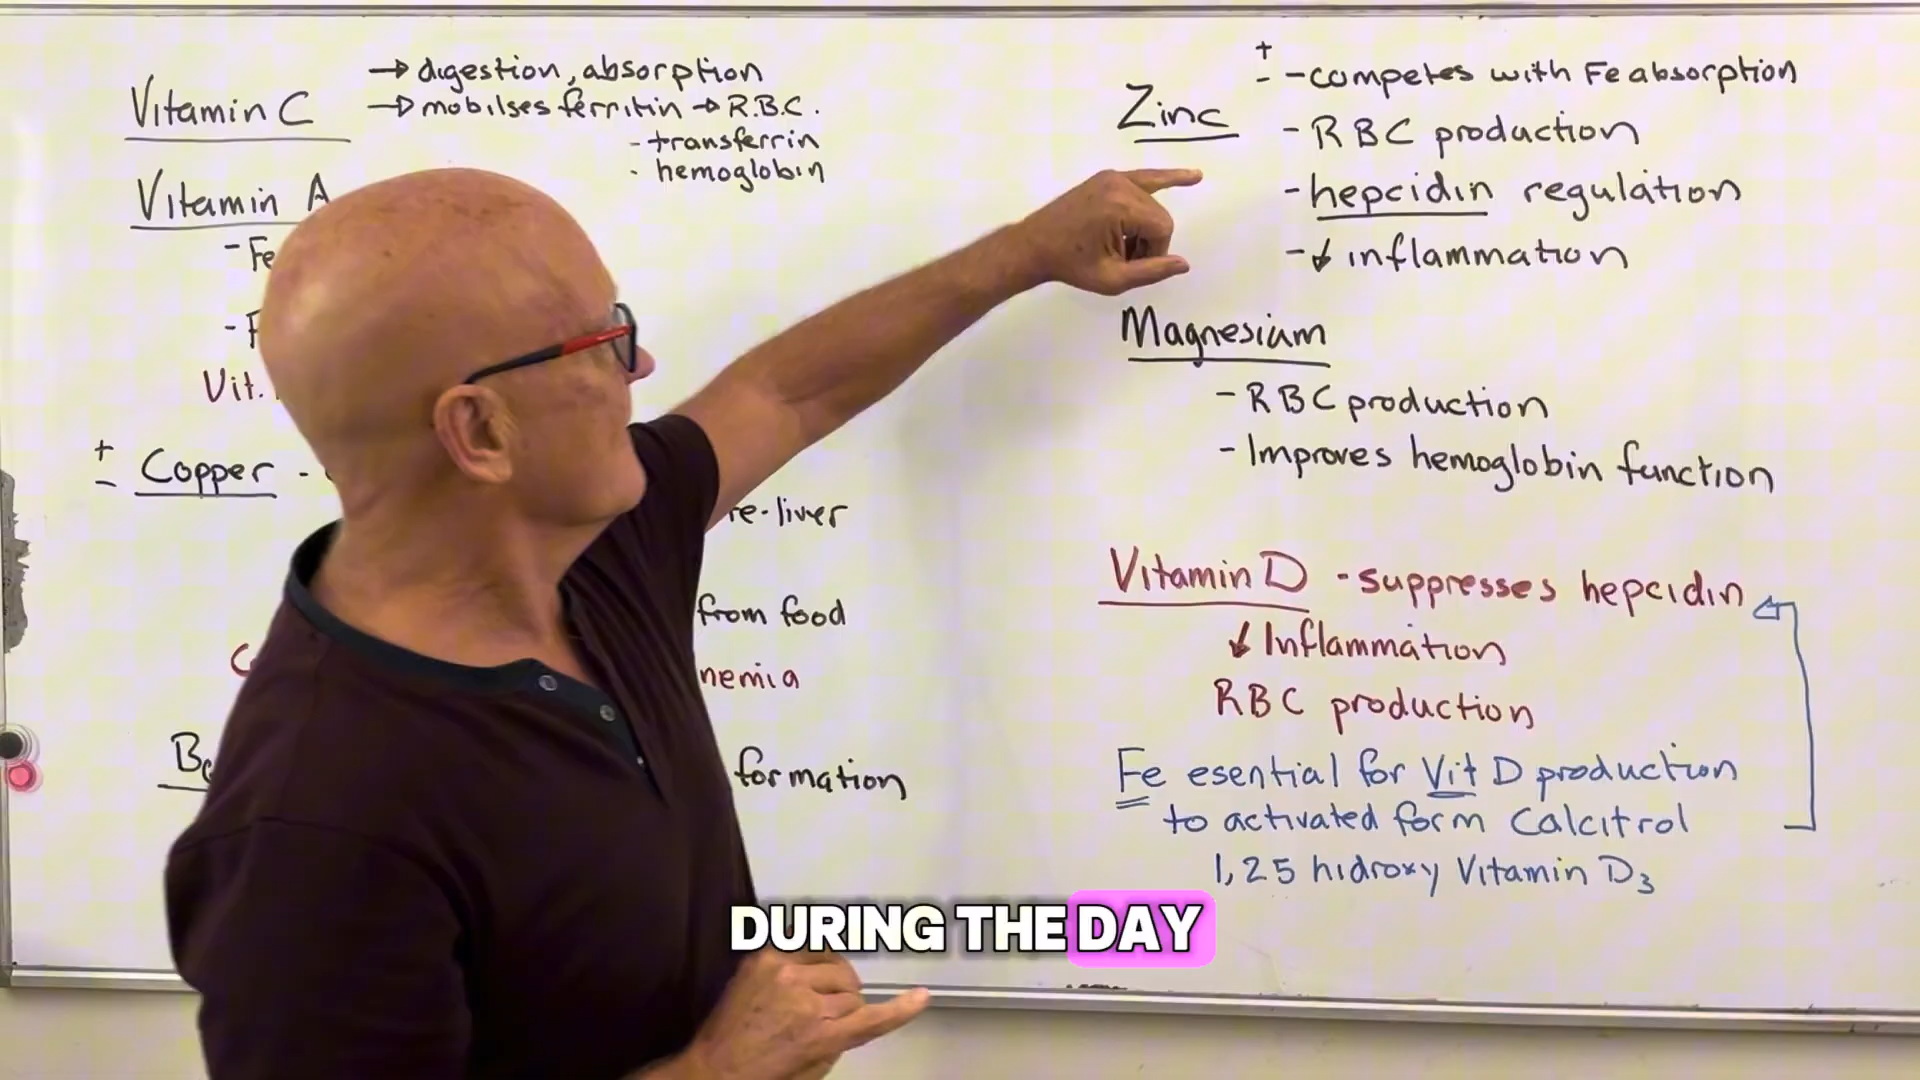 Vitamin C
→ digestion, absorption
→ mobilses ferritin → R.B.C.
- transferrin
- hemoglobin
Vitamin A
- Fe
Vit.
+
- Copper -
re-liver
from food
nemia
formation
Zinc
+
- - competes with Fe absorption
- RBC production
- hepcidin regulation
- ↓ inflammation
Magnesium
- RBC production
- Improves hemoglobin function
Vitamin D - suppresses hepcidin
↓ Inflammation
RBC production
Fe esential for Vit D production
to activated form Calcitrol
1,25 hidroxy Vitamin D3
DURING THE DAY